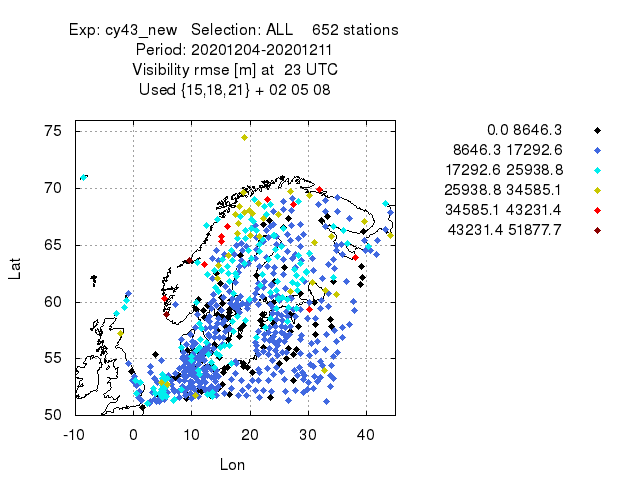 Exp: cy43_new Selection: ALL 652 stations
Period: 20201204-20201211
Visibility rmse [m] at 23 UTC
Used {15,18,21} + 02 05 08
0.0 8646.3
8646.3 17292.6
17292.6 25938.8
25938.8 34585.1
34585.1 43231.4
43231.4 51877.7
75
70
65
60
55
50
Lat
-10 0 10 20 30 40
Lon